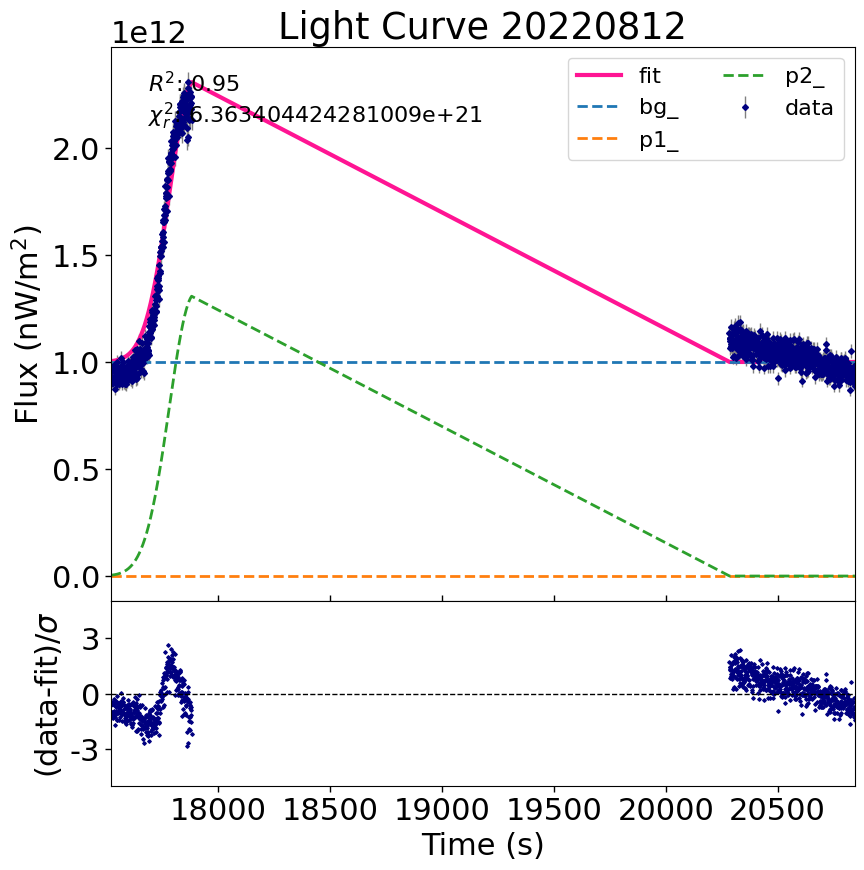 Light Curve 20220812
1e12
R²: 0.95
χ²ᵣ: 6.363404424281009e+21
fit
bg_
p1_
p2_
data
Flux (nW/m²)
2.0
1.5
1.0
0.5
0.0
(data-fit)/σ
3
0
-3
18000 18500 19000 19500 20000 20500
Time (s)